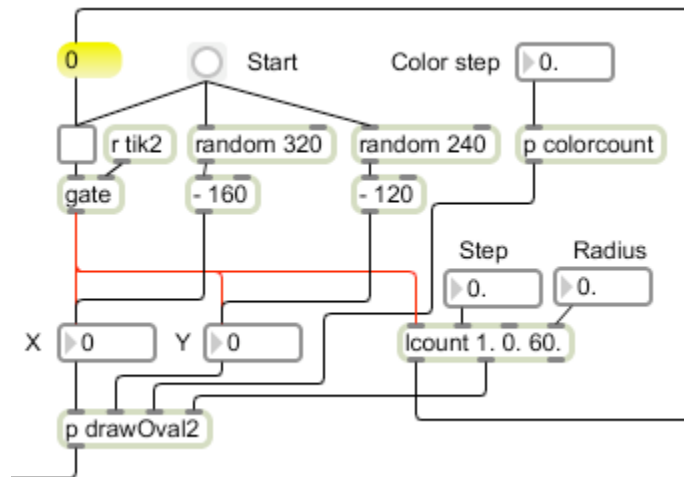 0
Start
Color step
0.
r tik2
random 320
random 240
p colorcount
gate
- 160
- 120
Step
Radius
0.
0.
X
0
Y
0
lcount 1. 0. 60.
p drawOval2